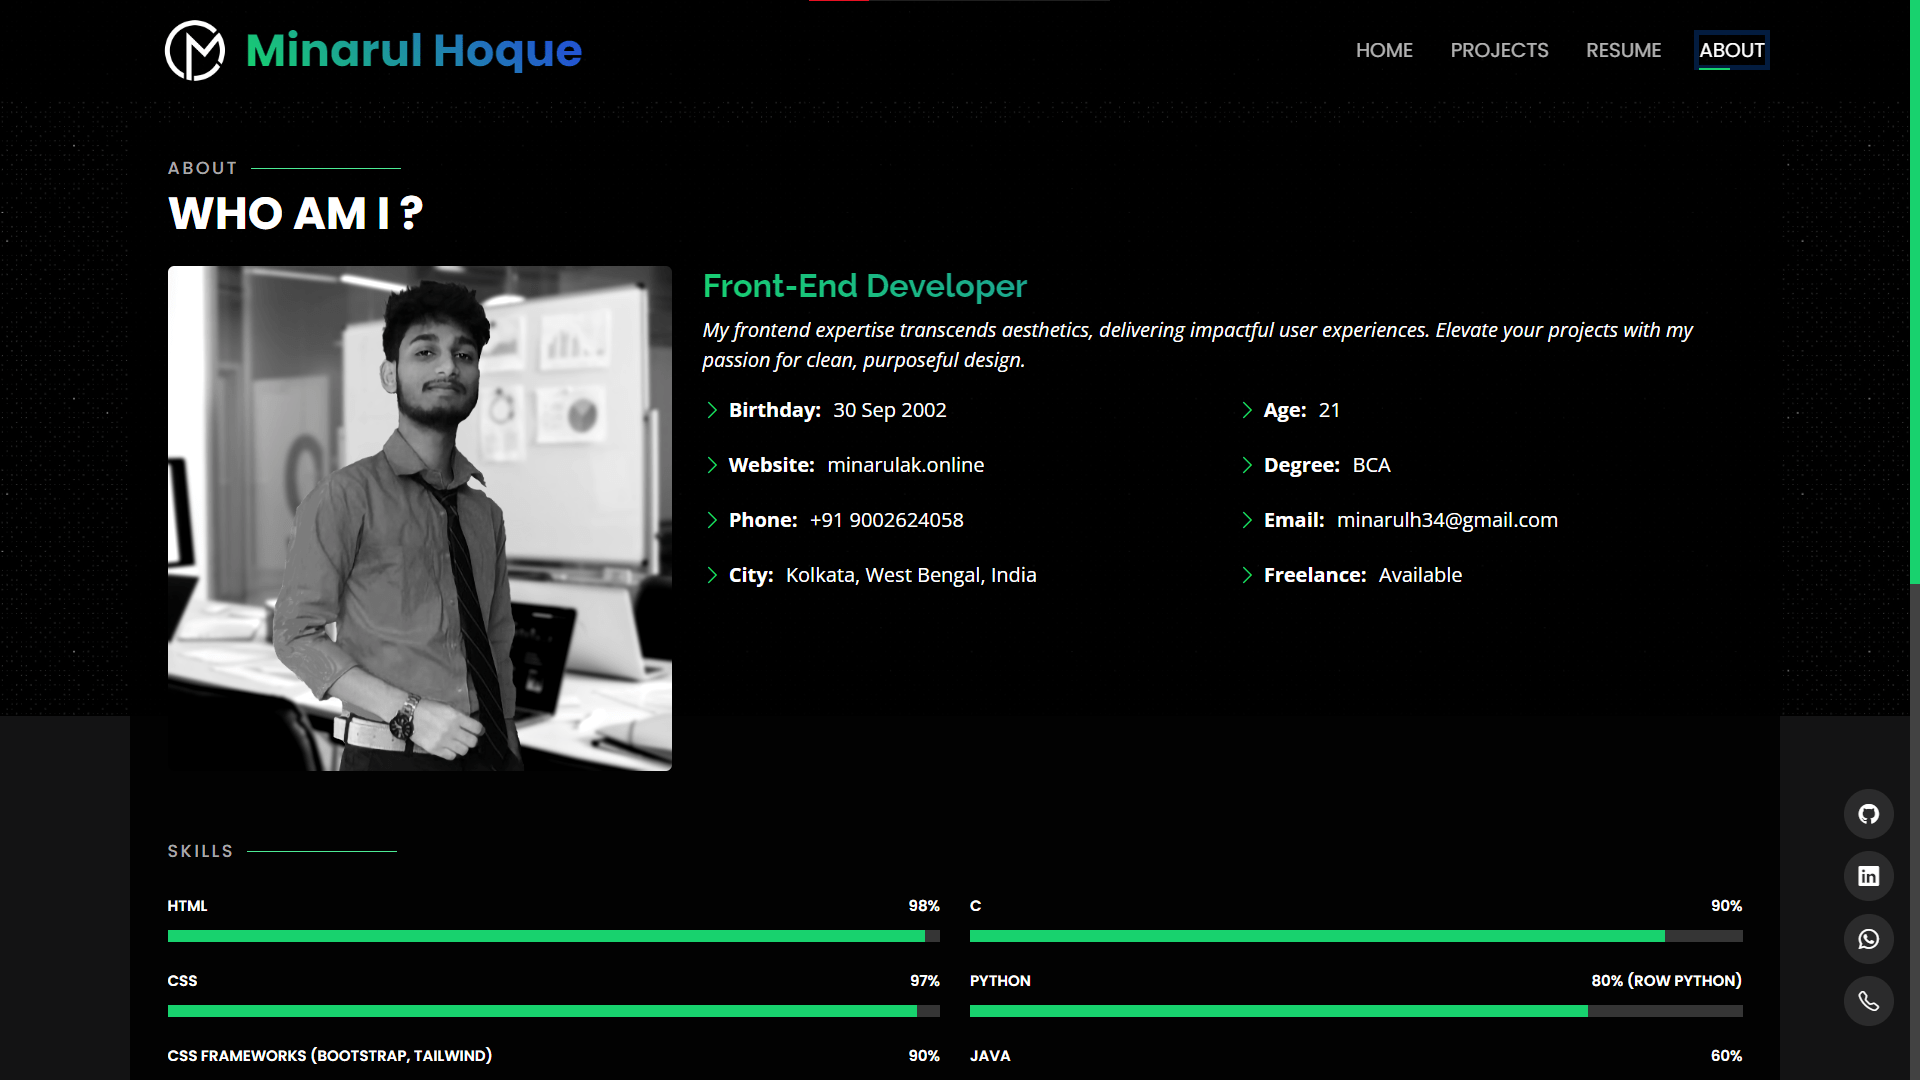 Minarul Hoque
HOME PROJECTS RESUME ABOUT
ABOUT
WHO AM I ?
Front-End Developer
My frontend expertise transcends aesthetics, delivering impactful user experiences. Elevate your projects with my
passion for clean, purposeful design.
Birthday: 30 Sep 2002
Age: 21
Website: minarulak.online
Degree: BCA
Phone: +91 9002624058
Email: minarulh34@gmail.com
City: Kolkata, West Bengal, India
Freelance: Available
SKILLS
HTML 98%
C 90%
CSS 97%
PYTHON 80% (ROW PYTHON)
CSS FRAMEWORKS (BOOTSTRAP, TAILWIND) 90%
JAVA 60%